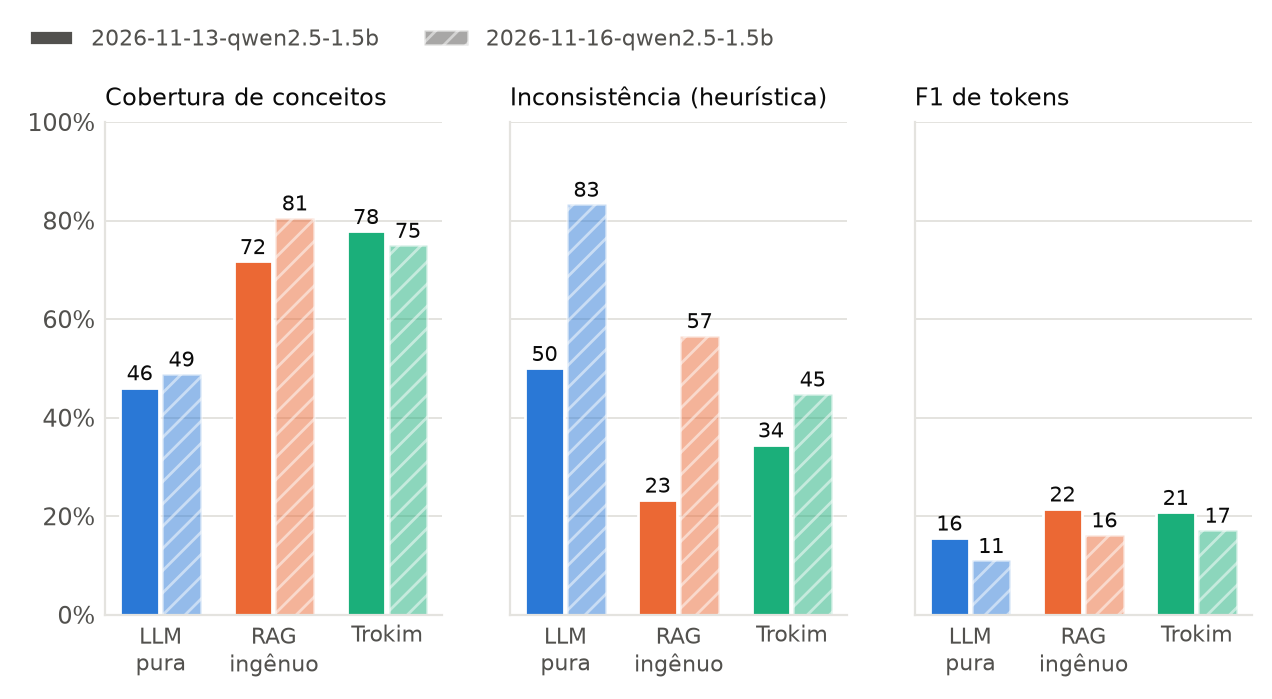 2026-11-13-qwen2.5-1.5b
2026-11-16-qwen2.5-1.5b
Cobertura de conceitos
100%
80%
60%
40%
20%
0%
46
49
72
81
78
75
LLM
pura
RAG
ingênuo
Trokim
Inconsistência (heurística)
50
83
23
57
34
45
LLM
pura
RAG
ingênuo
Trokim
F1 de tokens
16
11
22
16
21
17
LLM
pura
RAG
ingênuo
Trokim